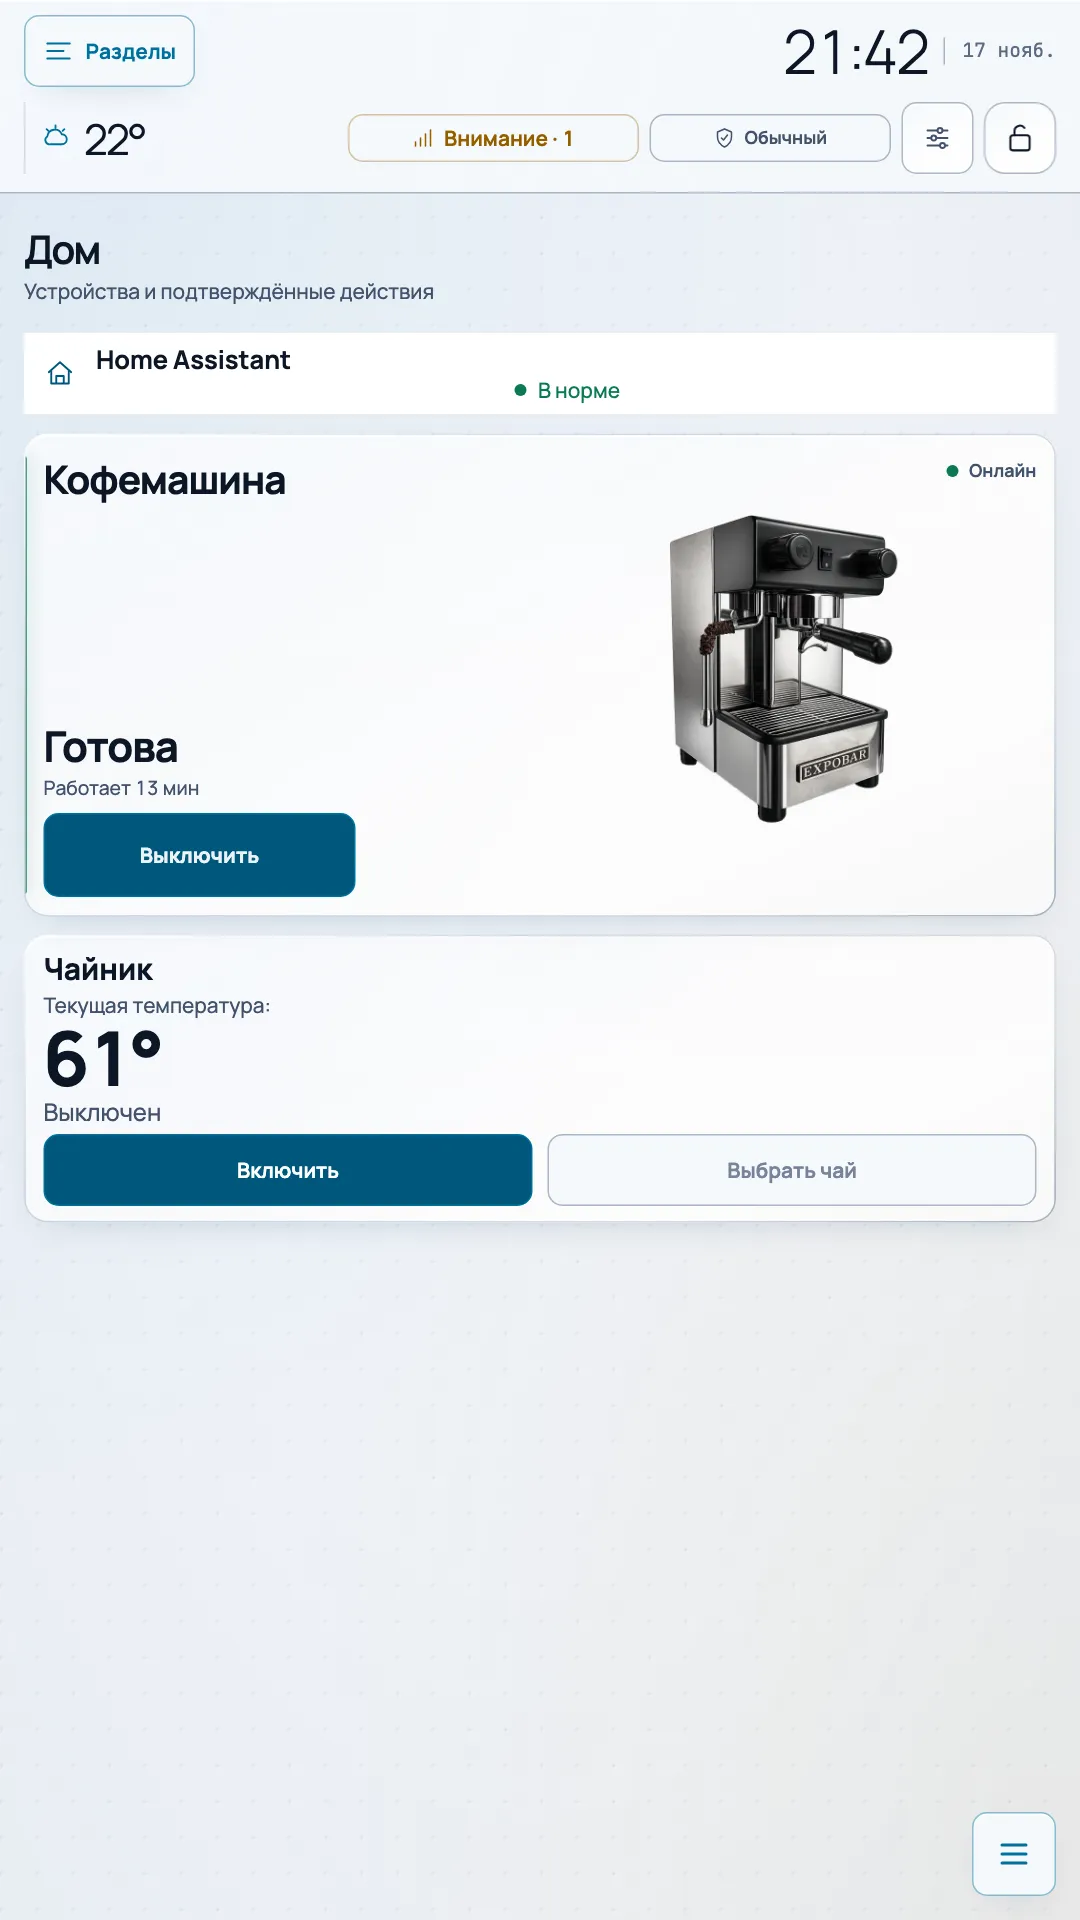 Разделы
21:42
17 нояб.
22°
Внимание · 1
Обычный
Дом
Устройства и подтверждённые действия
Home Assistant
В норме
Кофемашина
Онлайн
EXPOBAR
Готова
Работает 13 мин
Выключить
Чайник
Текущая температура:
61°
Выключен
Включить
Выбрать чай